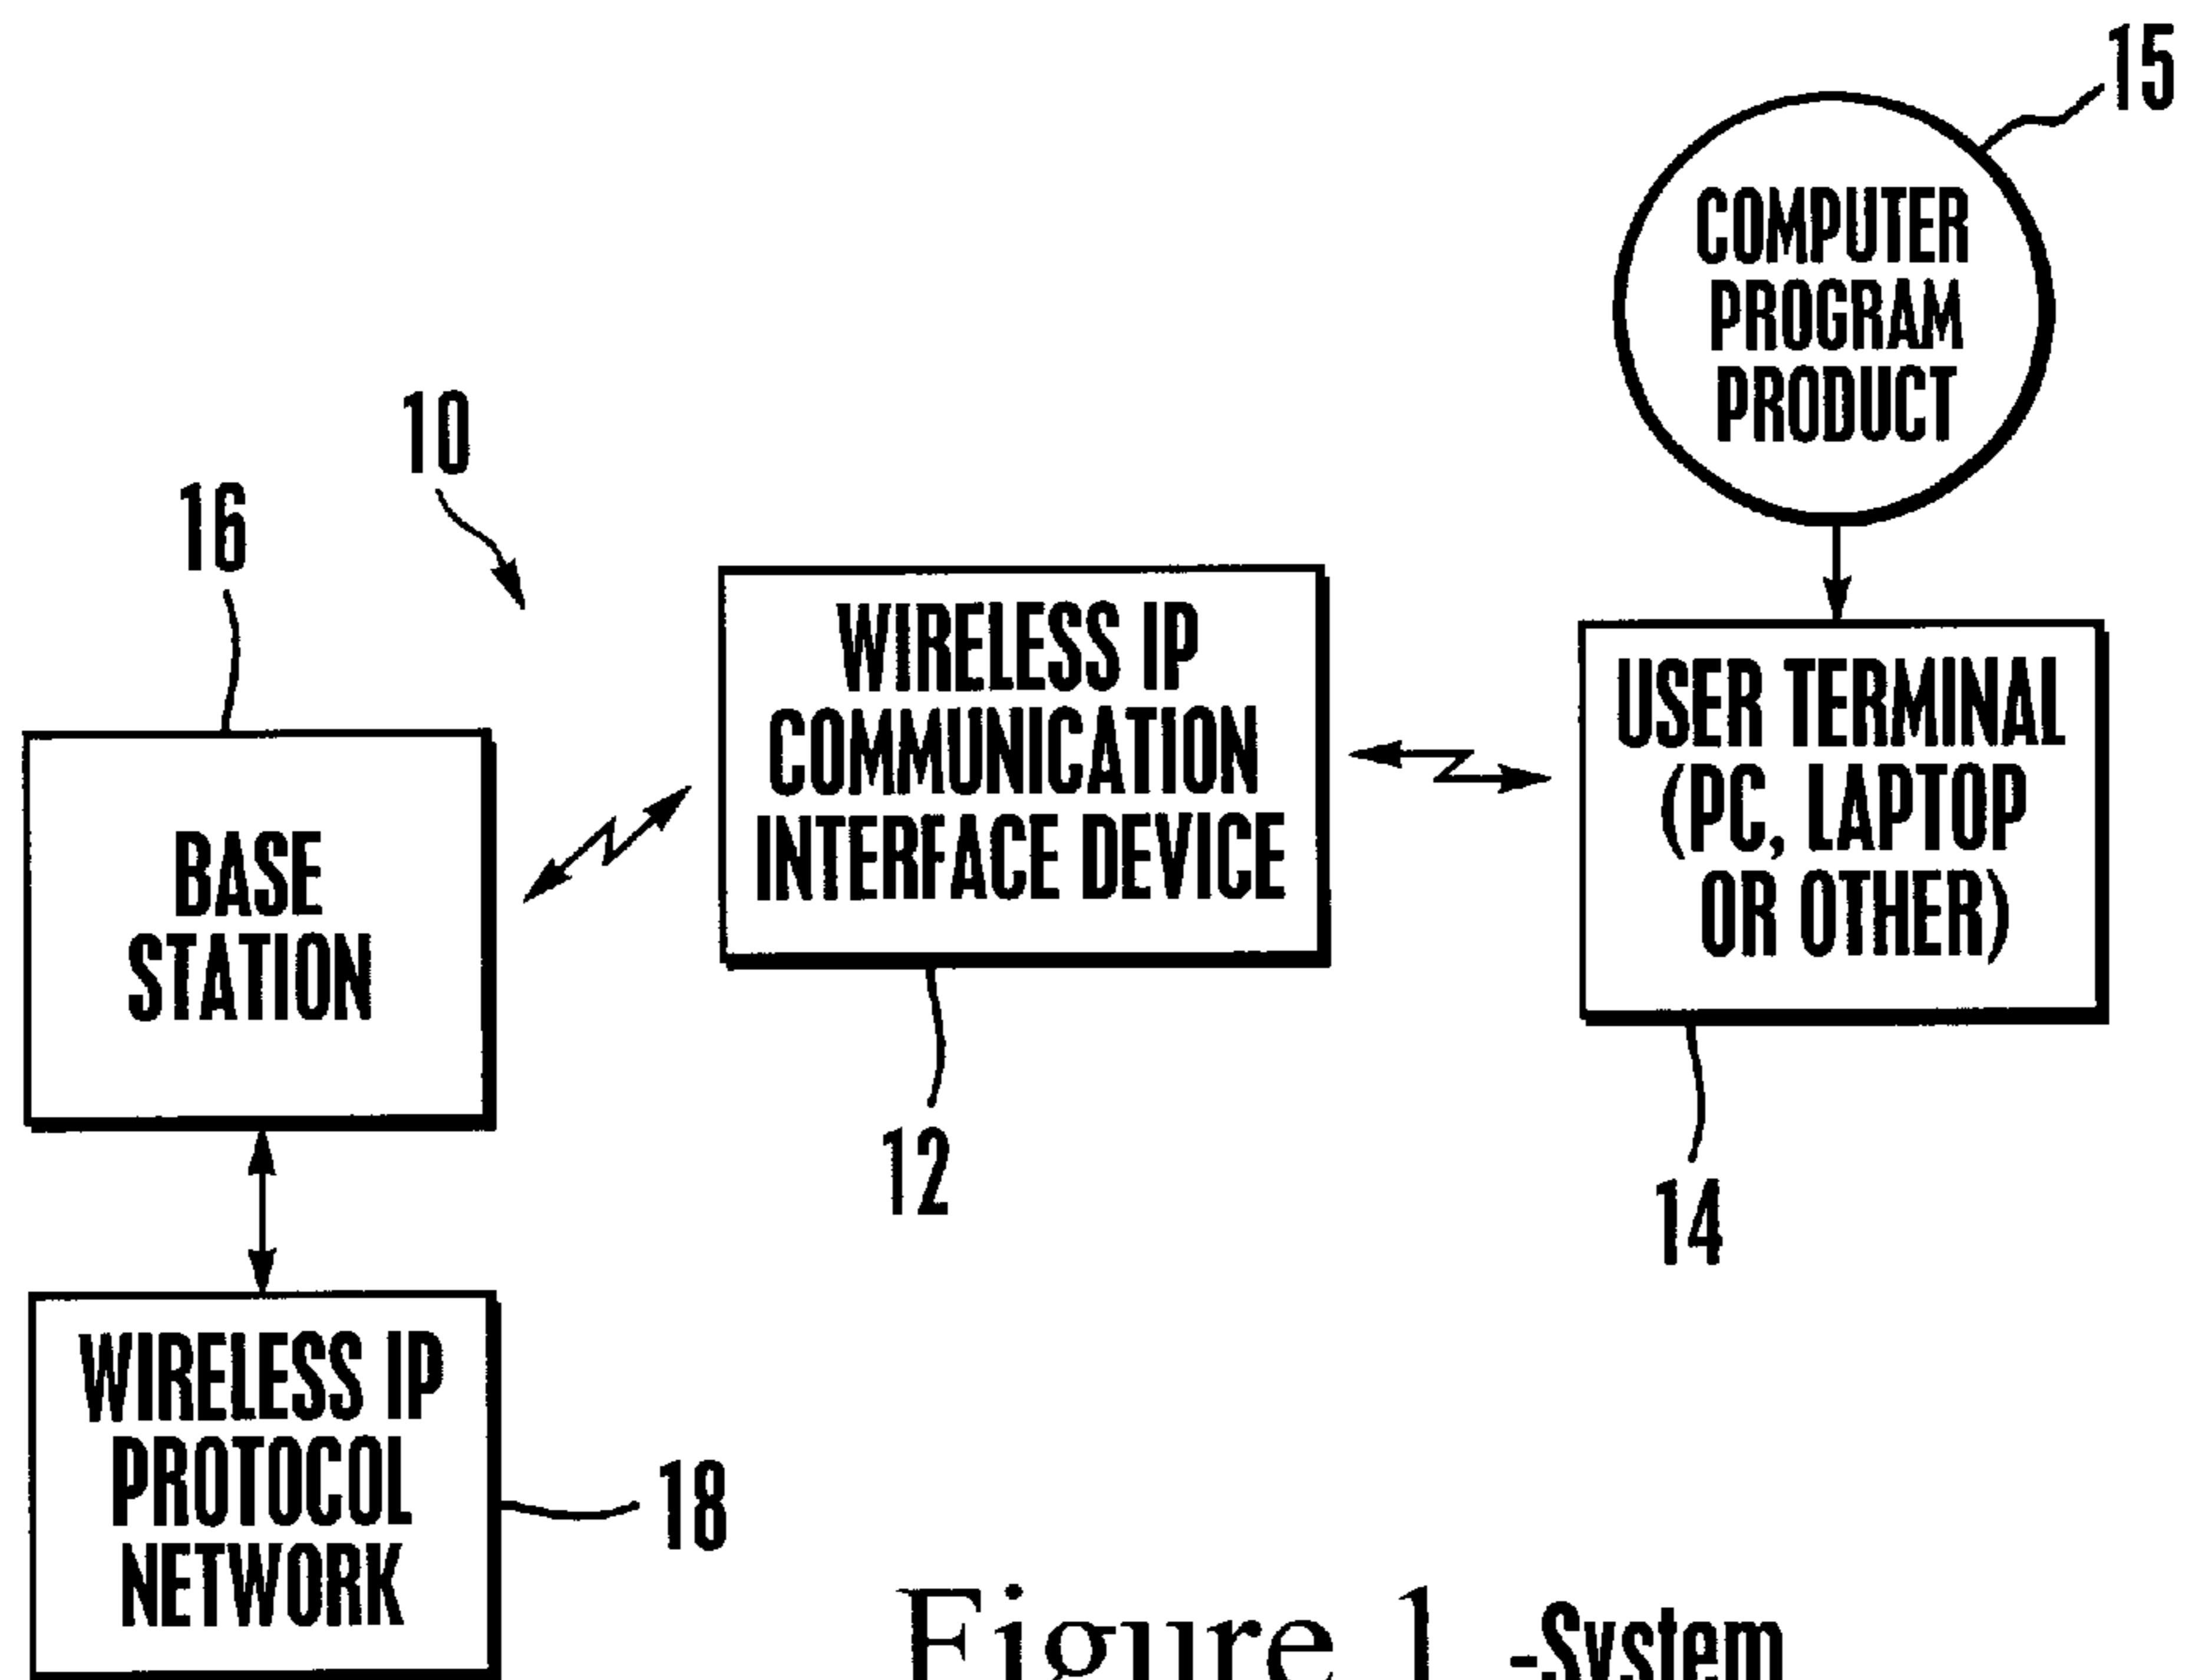 15
COMPUTER
PROGRAM
PRODUCT
10
16
WIRELESS IP
COMMUNICATION
INTERFACE DEVICE
USER TERMINAL
(PC, LAPTOP
OR OTHER)
BASE
STATION
12
14
WIRELESS IP
PROTOCOL
NETWORK
18
Figure 1 -System